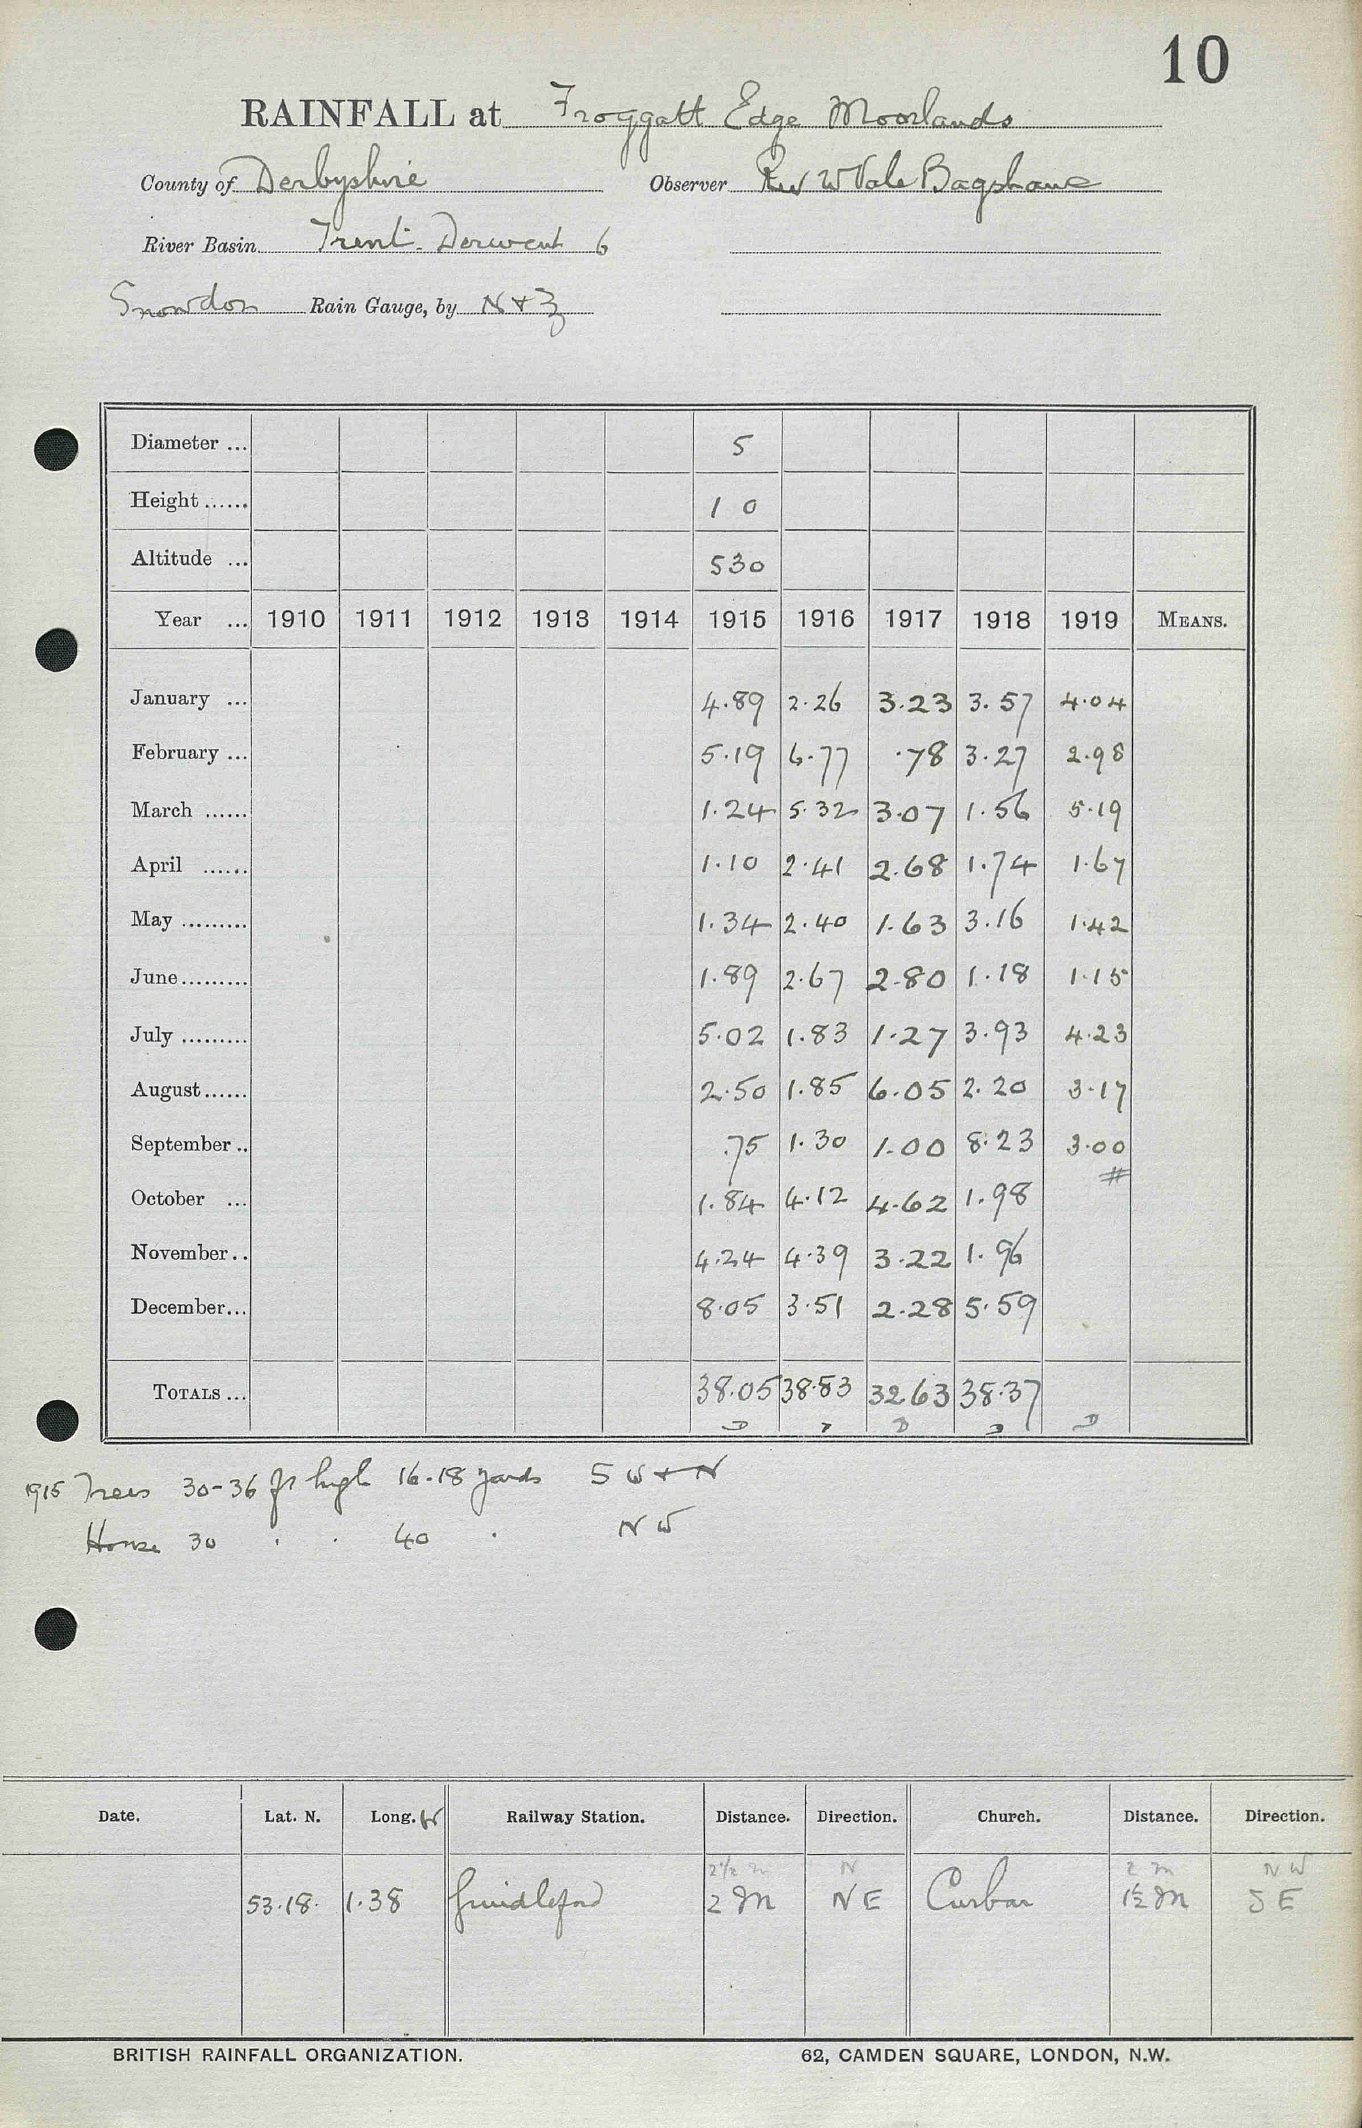 10
RAINFALL at Froggatt Edge Moorlands
County of Derbyshire Observer Rev W Vale Bagshawe
River Basin Trent-Derwent 6
Snowdon Rain Gauge, by N + Z
Diameter ... 5
Height ...... 1 0
Altitude ... 530
Year ... 1910 1911 1912 1913 1914 1915 1916 1917 1918 1919 MEANS.
January ... 4.89 2.26 3.23 3.57 4.04
February ... 5.19 6.77 .78 3.27 2.98
March ...... 1.24 5.32 3.07 1.56 5.19
April ...... 1.10 2.41 2.68 1.74 1.67
May ......... 1.34 2.40 1.63 3.16 1.42
June ......... 1.89 2.67 2.80 1.18 1.15
July ......... 5.02 1.83 1.27 3.93 4.23
August ...... 2.50 1.85 6.05 2.20 3.17
September .. .75 1.30 1.00 8.23 3.00
#
October ... 1.84 4.12 4.62 1.98
November .. 4.24 4.39 3.22 1.96
December ... 8.05 3.51 2.28 5.59
TOTALS ... 38.05 38.83 32.63 38.37
D D D D D
1915 Trees 30-36 ft high 16-18 yards SW + N
House 30 . . 40 . NW
Date. Lat. N. Long. W Railway Station. Distance. Direction. Church. Distance. Direction.
2½ m N 2 m NW
53.18. 1.38 Grindleford 2 M NE Curbar 1½ M SE
BRITISH RAINFALL ORGANIZATION. 62, CAMDEN SQUARE, LONDON, N.W.